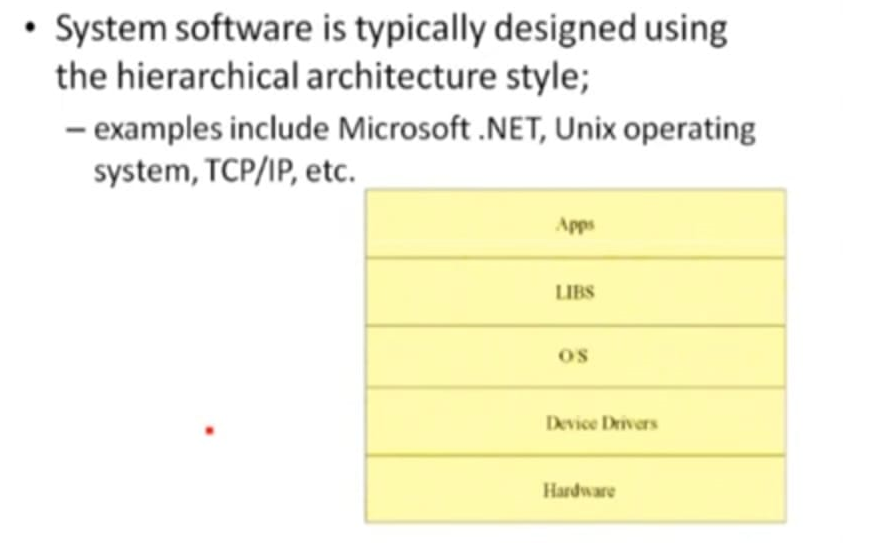 • System software is typically designed using
the hierarchical architecture style;
– examples include Microsoft .NET, Unix operating
system, TCP/IP, etc.
Apps
LIBS
OS
Device Drivers
Hardware